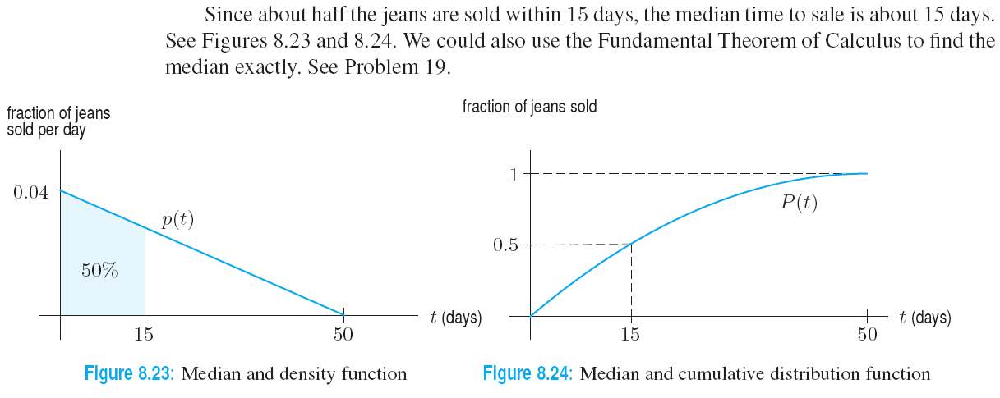 Since about half the jeans are sold within 15 days, the median time to sale is about 15 days.
See Figures 8.23 and 8.24. We could also use the Fundamental Theorem of Calculus to find the
median exactly. See Problem 19.
fraction of jeans
sold per day
0.04
p(t)
50%
15
50
t (days)
Figure 8.23: Median and density function
fraction of jeans sold
1
P(t)
0.5
15
50
t (days)
Figure 8.24: Median and cumulative distribution function